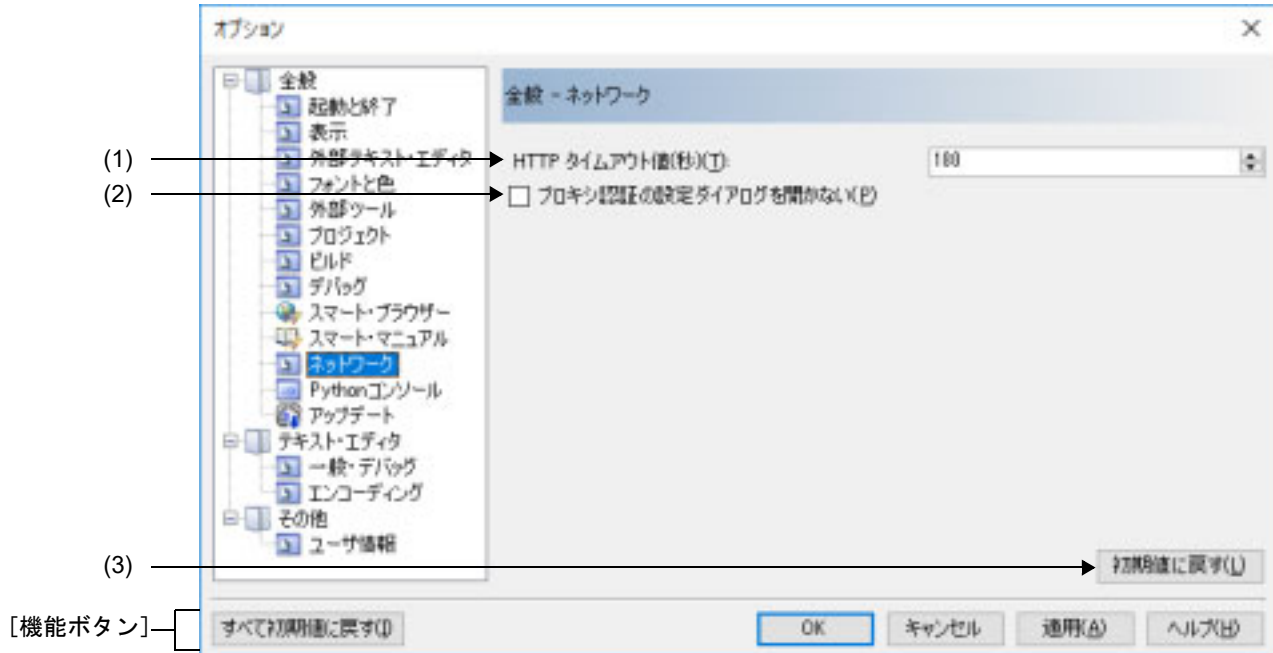 オプション
全般
起動と終了
表示
外部テキスト・エディタ
フォントと色
外部ツール
プロジェクト
ビルド
デバッグ
スマート・ブラウザー
スマート・マニュアル
ネットワーク
Pythonコンソール
アップデート
テキスト・エディタ
一般・デバッグ
エンコーディング
その他
ユーザ情報
全般 - ネットワーク
(1)
HTTP タイムアウト値(秒)(T):
180
(2)
プロキシ認証の設定ダイアログを開かない(P)
(3)
初期値に戻す(L)
[機能ボタン]
すべて初期値に戻す(I)
OK
キャンセル
適用(A)
ヘルプ(H)